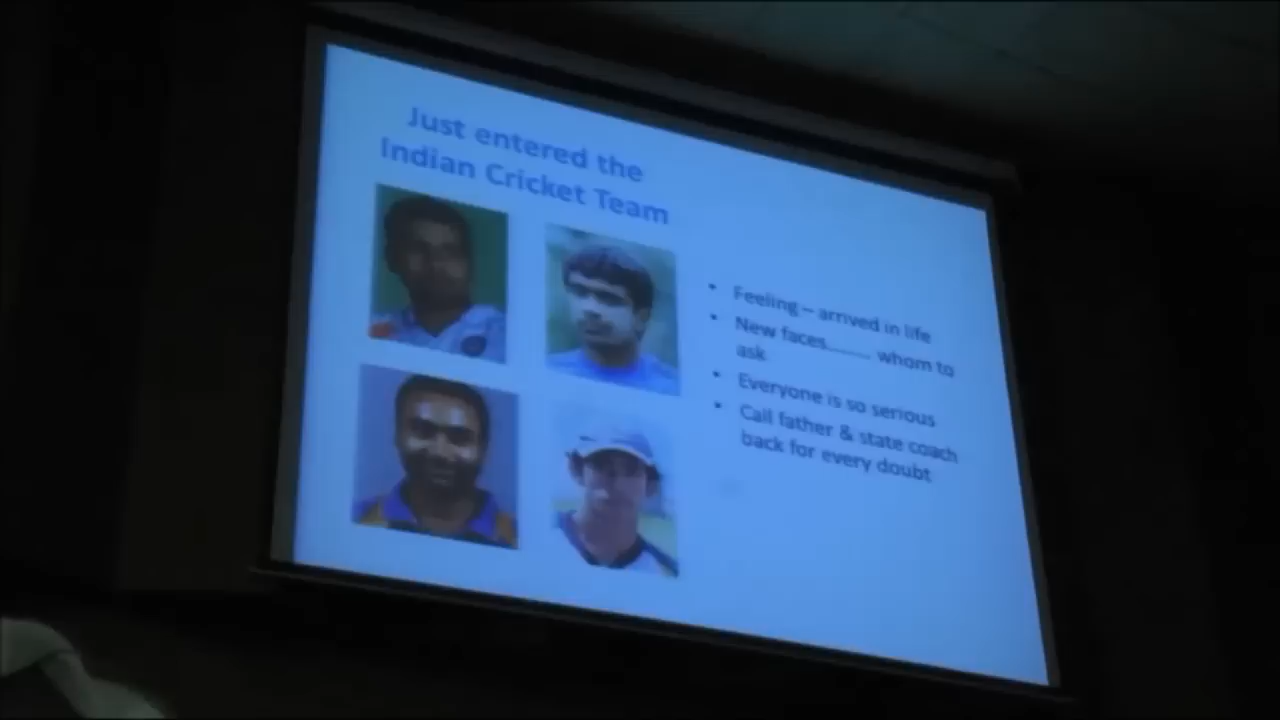 Just entered the
Indian Cricket Team
• Feeling – arrived in life
• New faces........ whom to
ask
• Everyone is so serious
• Call father & state coach
back for every doubt